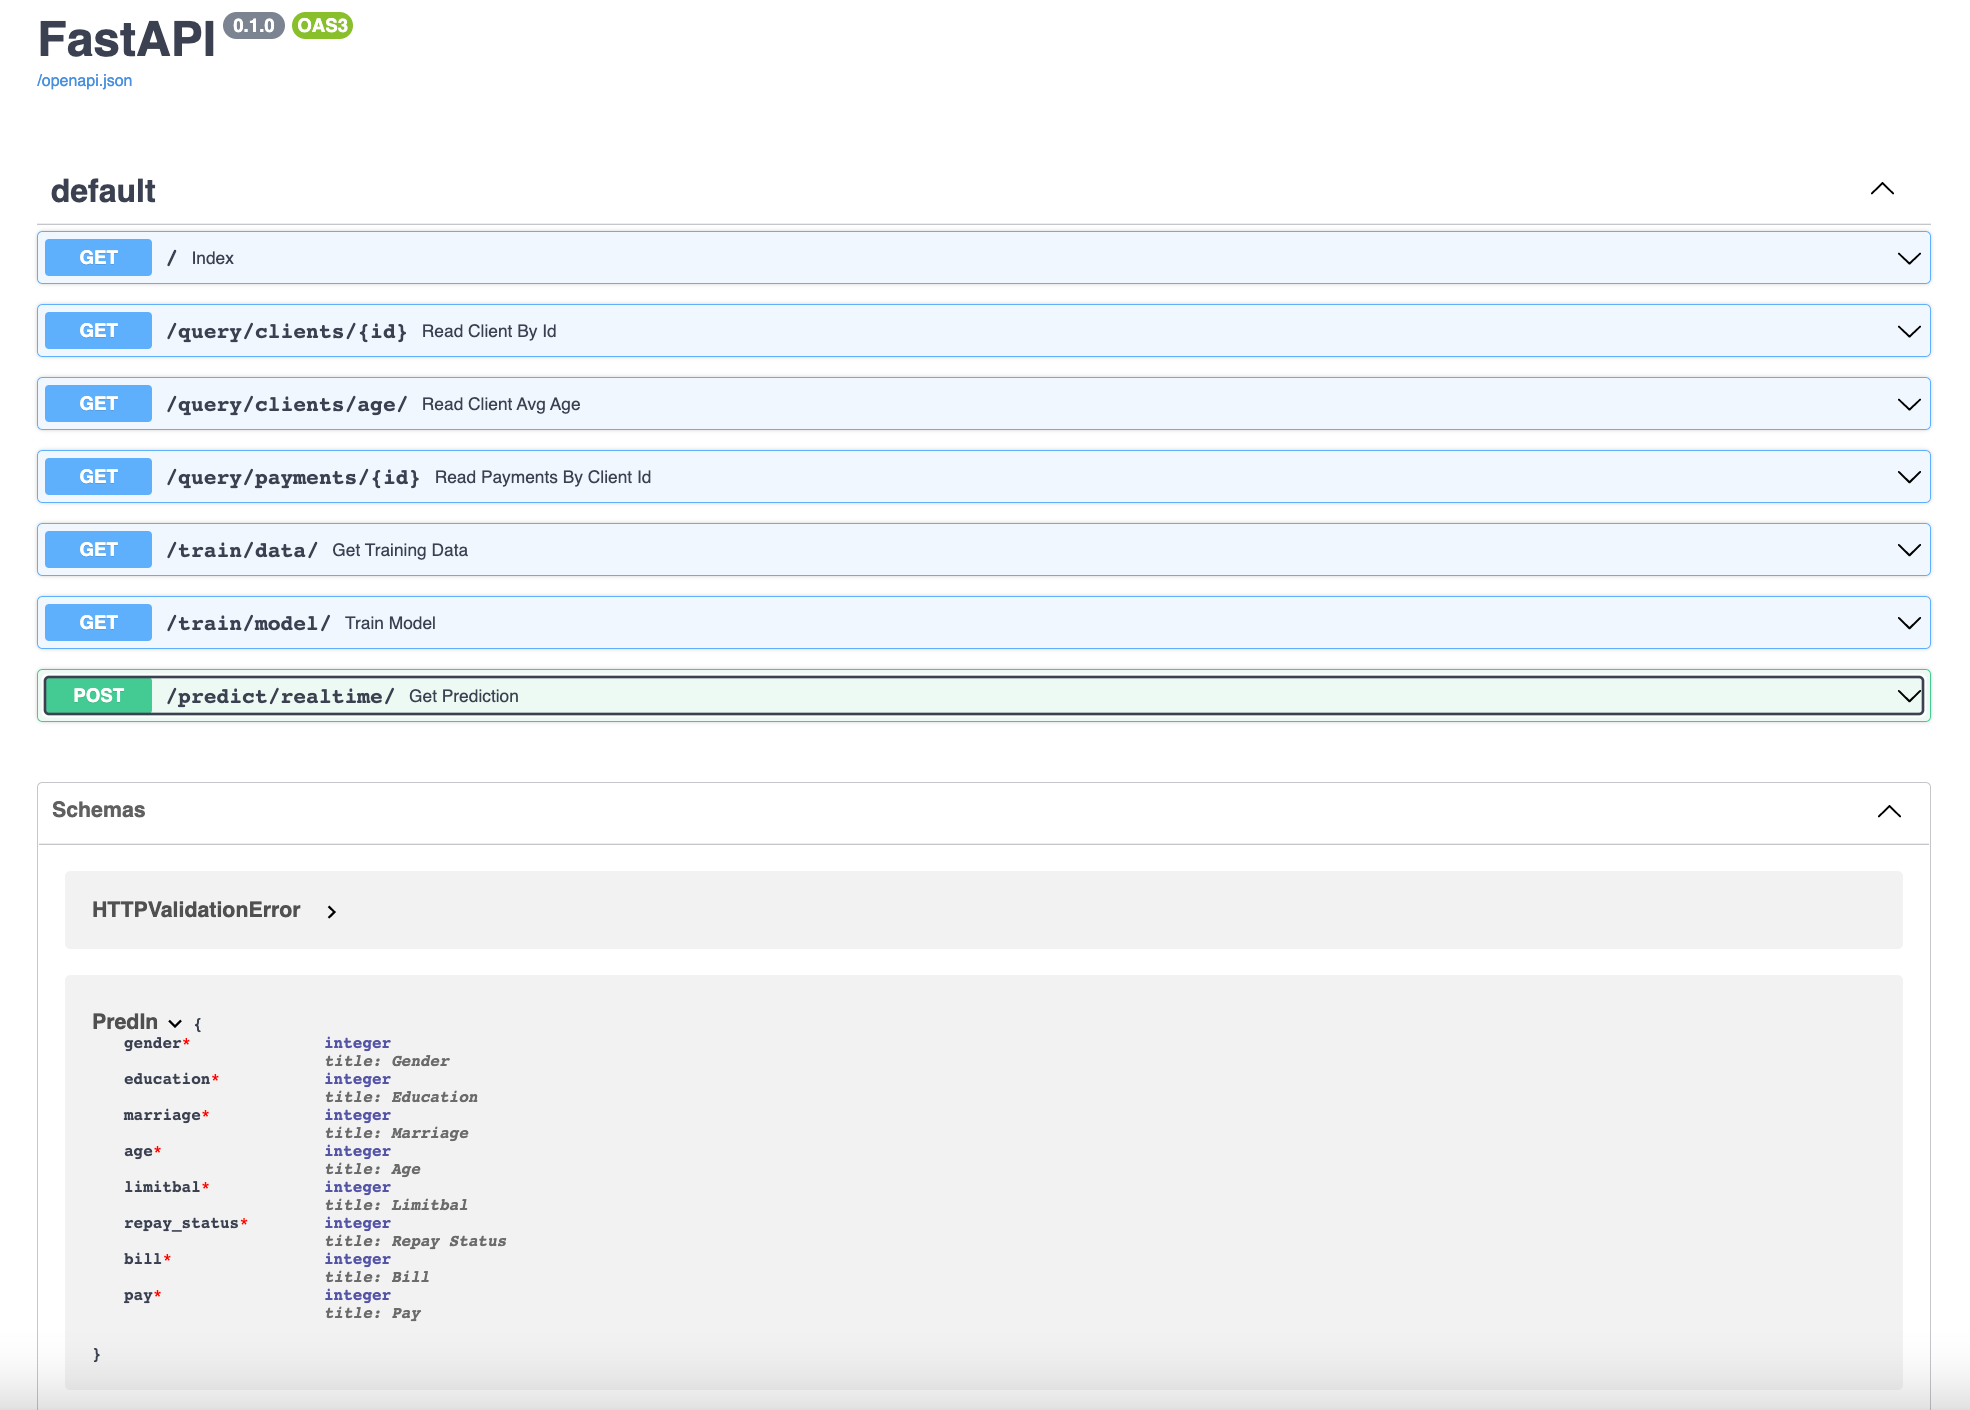 FastAPI 0.1.0 OAS3
/openapi.json
default
GET / Index
GET /query/clients/{id} Read Client By Id
GET /query/clients/age/ Read Client Avg Age
GET /query/payments/{id} Read Payments By Client Id
GET /train/data/ Get Training Data
GET /train/model/ Train Model
POST /predict/realtime/ Get Prediction
Schemas
HTTPValidationError
PredIn {
gender* integer
title: Gender
education* integer
title: Education
marriage* integer
title: Marriage
age* integer
title: Age
limitbal* integer
title: Limitbal
repay_status* integer
title: Repay Status
bill* integer
title: Bill
pay* integer
title: Pay
}